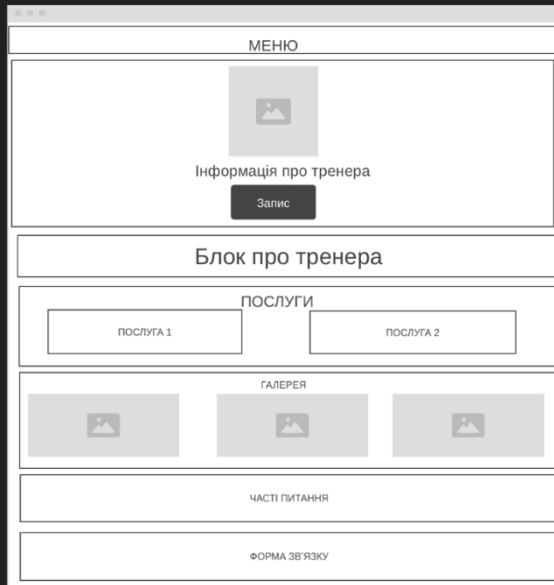 МЕНЮ
Інформація про тренера
Запис
Блок про тренера
ПОСЛУГИ
ПОСЛУГА 1
ПОСЛУГА 2
ГАЛЕРЕЯ
ЧАСТІ ПИТАННЯ
ФОРМА ЗВ'ЯЗКУ